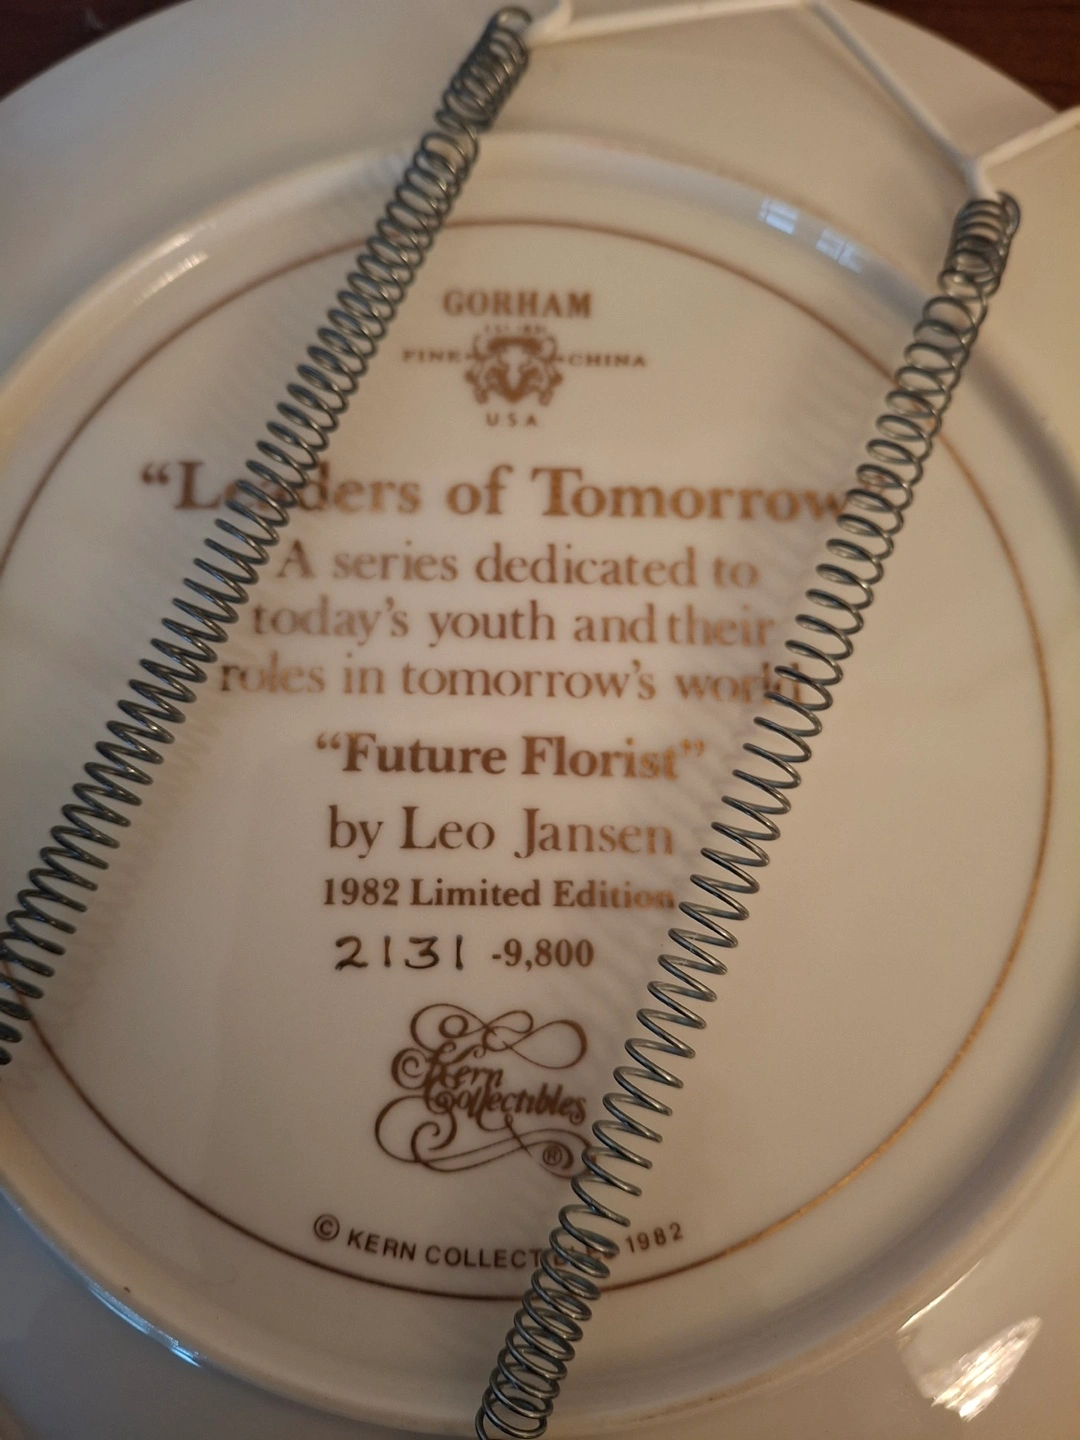 GORHAM
FINE CHINA
USA
"Leaders of Tomorrow
A series dedicated to
today's youth and their
roles in tomorrow's world
"Future Florist"
by Leo Jansen
1982 Limited Edition
2131 -9,800
Kern
Collectibles
®
© KERN COLLECTIBLES 1982